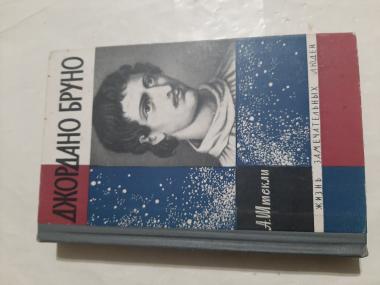 ДЖОРДАНО БРУНО
А. Штекли
ЖИЗНЬ ЗАМЕЧАТЕЛЬНЫХ ЛЮДЕЙ